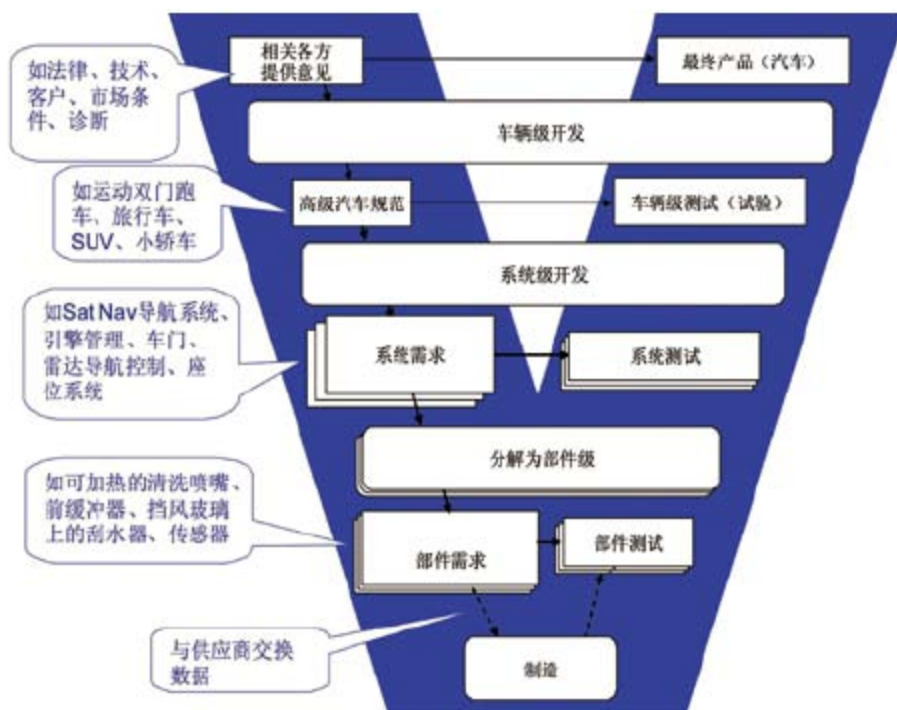 相关各方
提供意见
最终产品（汽车）
如法律、技术、
客户、市场条
件、诊断
车辆级开发
如运动双门跑
车、旅行车、
SUV、小轿车
高级汽车规范
车辆级测试（试验）
系统级开发
如SatNav导航系统、
引擎管理、车门、
雷达导航控制、座
位系统
系统需求
系统测试
分解为部件级
如可加热的清洗喷嘴、
前缓冲器、挡风玻璃
上的刮水器、传感器
部件需求
部件测试
与供应商交换
数据
制造